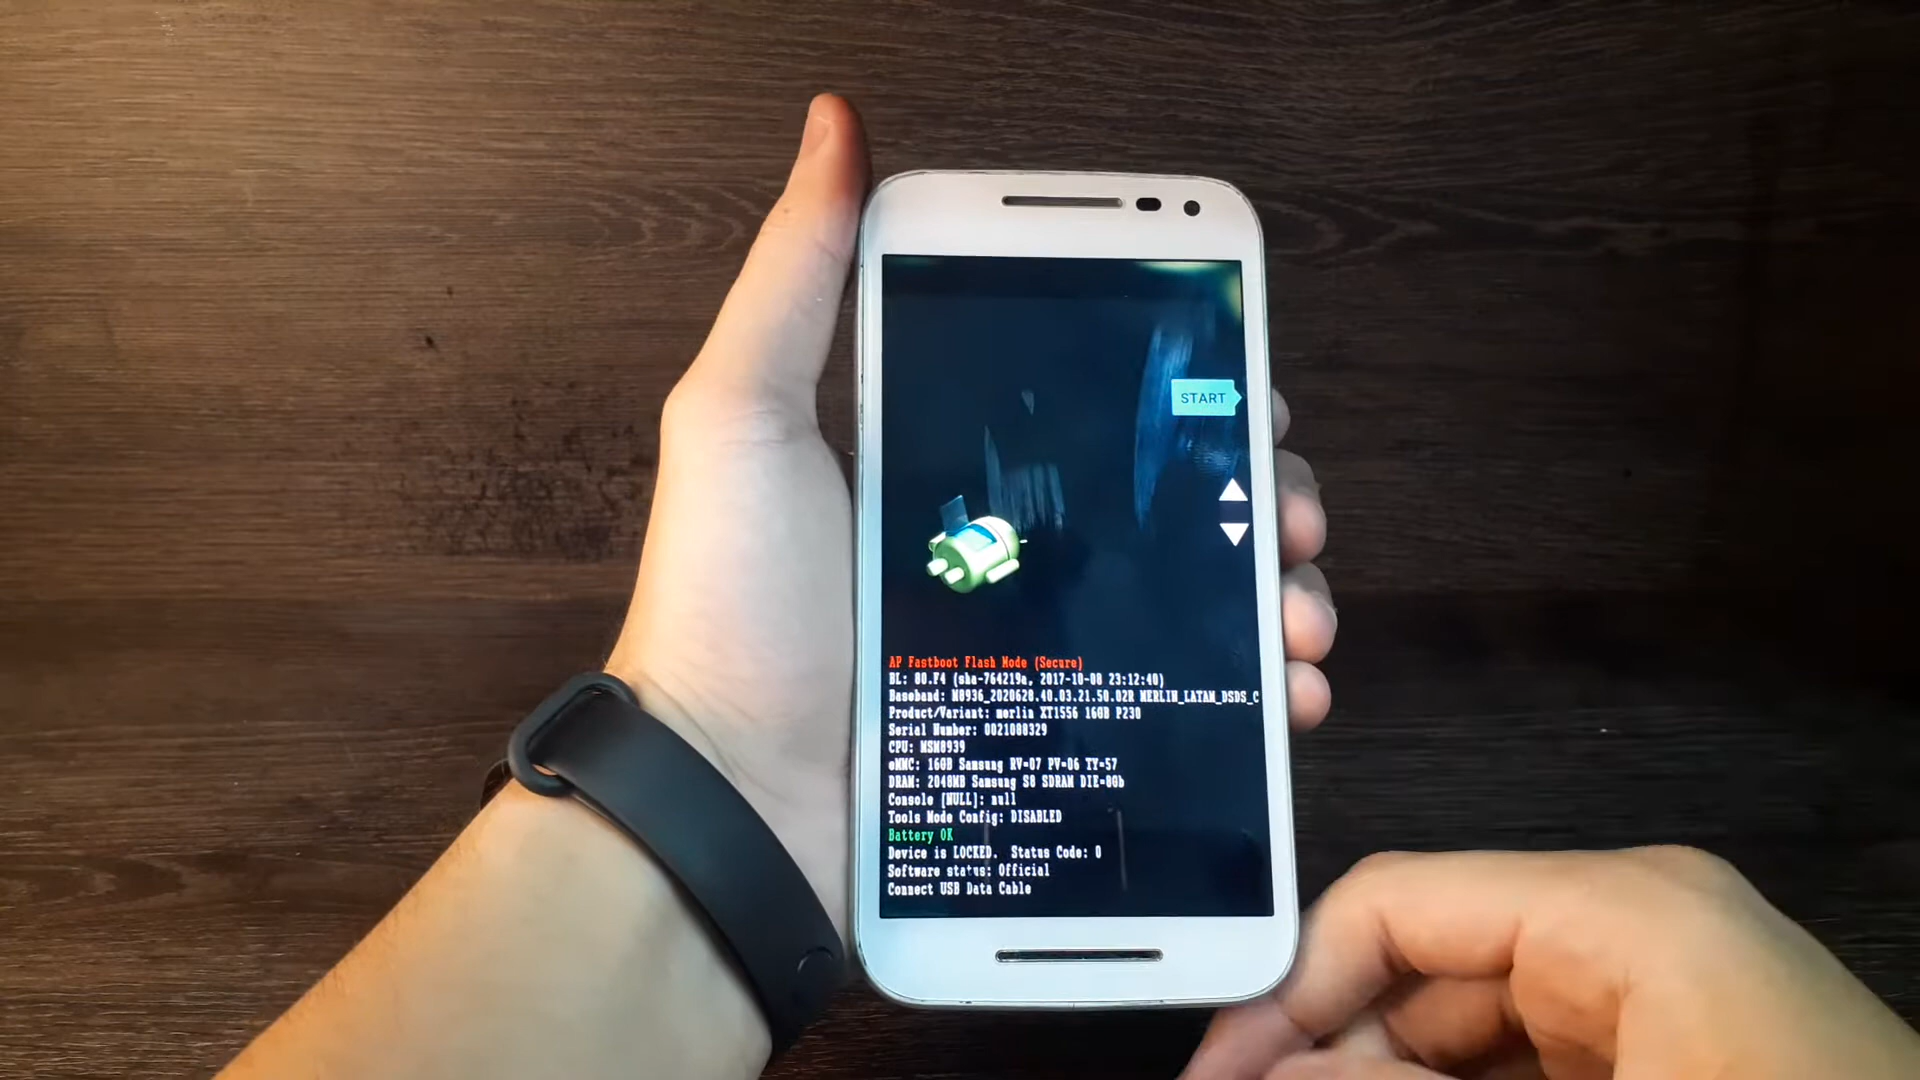 START
AP Fastboot Flash Mode (Secure)
BL: 80.F4 (sha-764219a, 2017-10-08 23:12:40)
Baseband: M8936_2020628.40.03.21.50.02R MERLIN_LATAM_DSDS_C
Product/Variant: merlin XT1556 16GB P230
Serial Number: 0021088329
CPU: MSM8939
eMMC: 16GB Samsung RV=07 PV=06 TY=57
DRAM: 2048MB Samsung S8 SDRAM DIE=8Gb
Console [NULL]: null
Tools Mode Config: DISABLED
Battery OK
Device is LOCKED. Status Code: 0
Software status: Official
Connect USB Data Cable